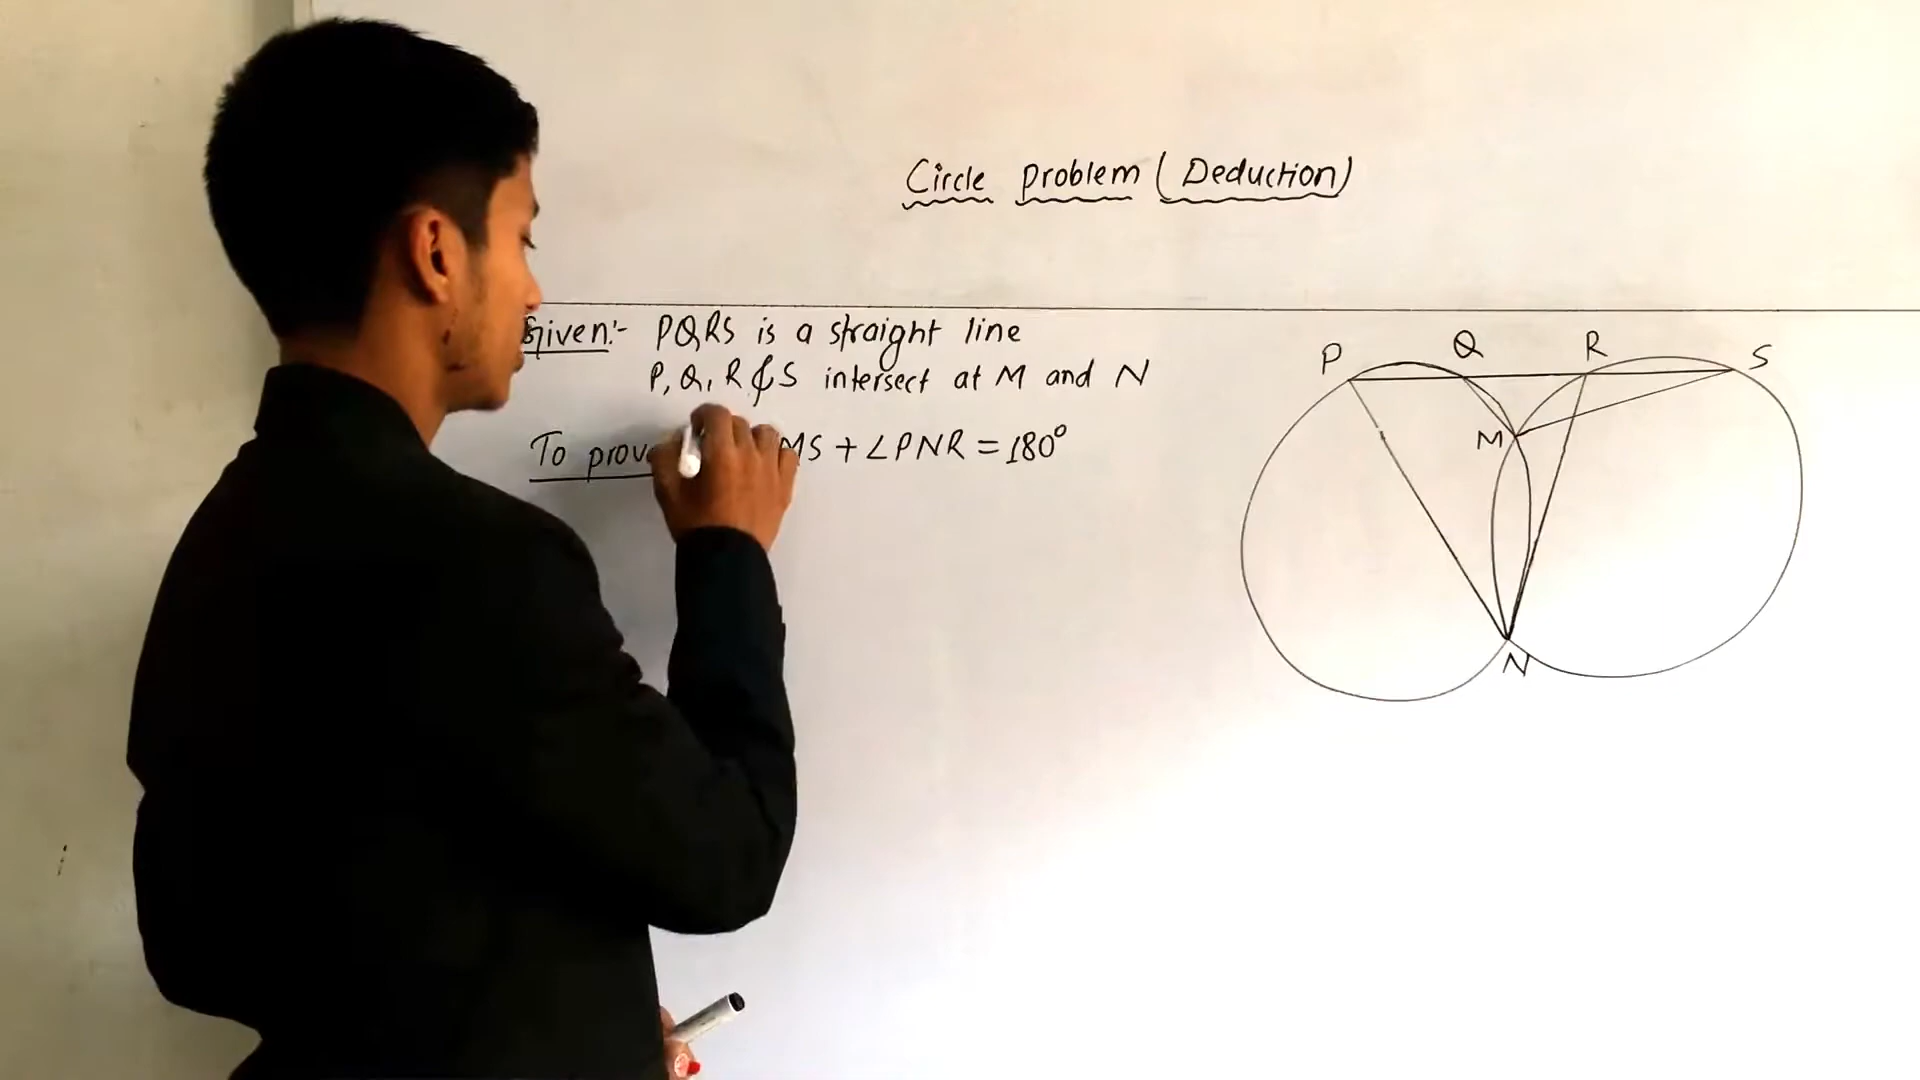 Circle Problem (Deduction)
Given:- PQRS is a straight line
P, Q, R & S intersect at M and N
To prove MS + ∠PNR = 180°
P Q R S
M
N